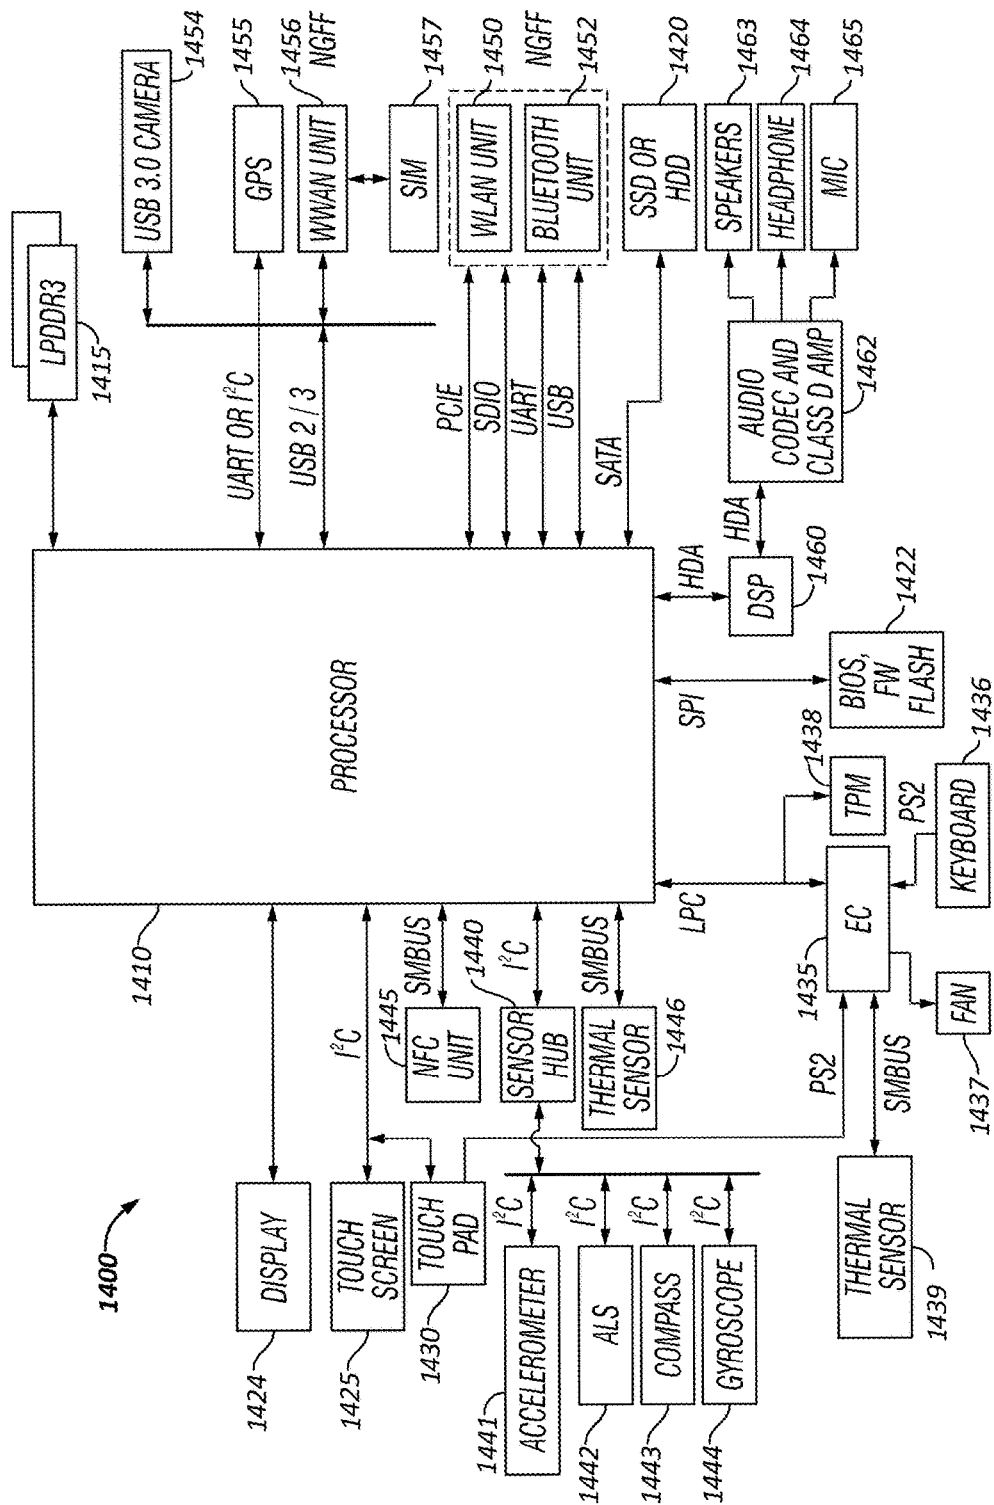 1400
LPDDR3
1415
USB 3.0 CAMERA
1454
GPS
1455
UART OR I²C
WWAN UNIT
1456
NGFF
USB 2 / 3
SIM
1457
WLAN UNIT
1450
NGFF
BLUETOOTH
UNIT
1452
PCIE
SDIO
UART
USB
SSD OR
HDD
1420
SATA
SPEAKERS
1463
HEADPHONE
1464
MIC
1465
AUDIO
CODEC AND
CLASS D AMP
1462
HDA
DSP
1460
HDA
PROCESSOR
1410
SPI
BIOS,
FW
FLASH
1422
LPC
TPM
1438
EC
1435
PS2
KEYBOARD
1436
FAN
1437
SMBUS
THERMAL
SENSOR
1439
PS2
DISPLAY
1424
I²C
TOUCH
SCREEN
1425
TOUCH
PAD
1430
SMBUS
NFC
UNIT
1445
I²C
SENSOR
HUB
1440
SMBUS
THERMAL
SENSOR
1446
I²C
ACCELEROMETER
1441
I²C
ALS
1442
I²C
COMPASS
1443
I²C
GYROSCOPE
1444